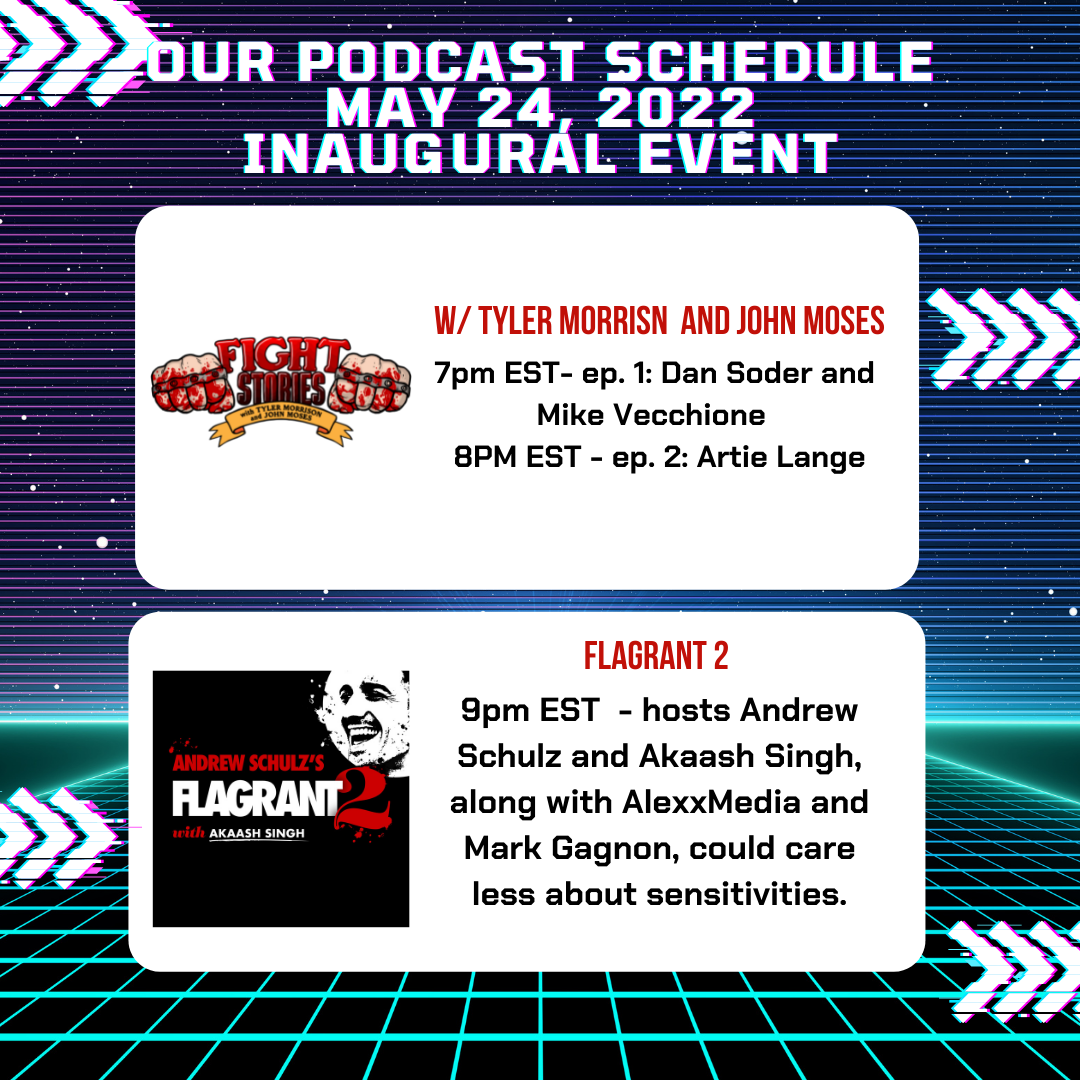 OUR PODCAST SCHEDULE
MAY 24, 2022
INAUGURAL EVENT
FIGHT
STORIES
with TYLER MORRISON
and JOHN MOSES
W/ TYLER MORRISN AND JOHN MOSES
7pm EST- ep. 1: Dan Soder and
Mike Vecchione
8PM EST - ep. 2: Artie Lange
ANDREW SCHULZ'S
FLAGRANT 2
with AKAASH SINGH
FLAGRANT 2
9pm EST - hosts Andrew
Schulz and Akaash Singh,
along with AlexxMedia and
Mark Gagnon, could care
less about sensitivities.